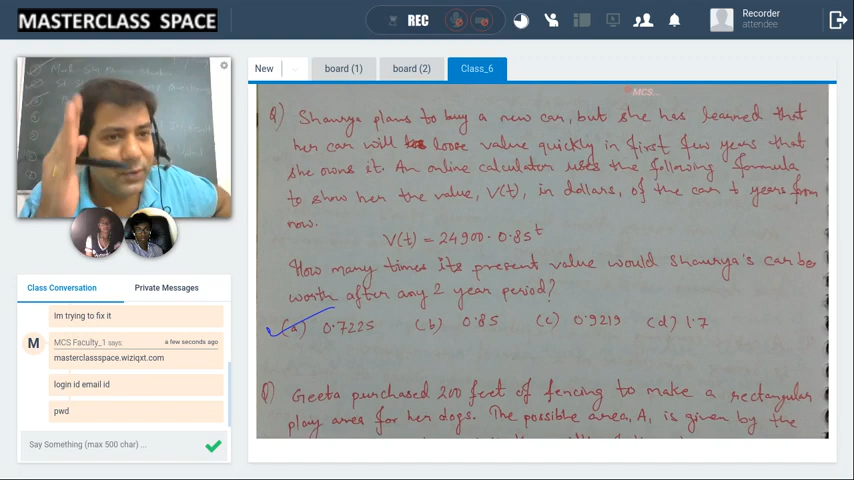 MASTERCLASS SPACE
REC
Recorder
attendee
New
board (1)
board (2)
Class_6
MCS...
Q) Shaurya plans to buy a new car, but she has learned that
her car will loose value quickly in first few years that
she owns it. An online calculator uses the following formula
to show her the value, V(t), in dollars, of the car t years from
now.
V(t) = 24900 · 0.85^t
How many times its present value would Shaurya's car be
worth after any 2 year period?
(a) 0.7225 (b) 0.85 (c) 0.9219 (d) 1.7
Q) Geeta purchased 200 feet of fencing to make a rectangular
play area for her dogs. The possible area, A, is given by the
Class Conversation
Private Messages
Im trying to fix it
M
MCS Faculty_1 says:
a few seconds ago
masterclassspace.wiziqxt.com
login id email id
pwd
Say Something (max 500 char) ...